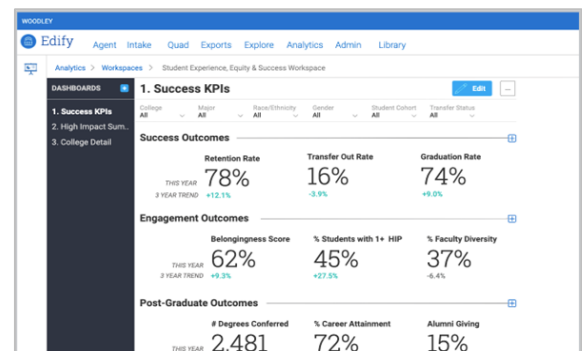 WOODLEY
Edify Agent Intake Quad Exports Explore Analytics Admin Library
Analytics > Workspaces > Student Experience, Equity & Success Workspace
DASHBOARDS
1. Success KPIs
2. High Impact Sum..
3. College Detail
1. Success KPIs
Edit
...
College Major Race/Ethnicity Gender Student Cohort Transfer Status
All All All All All All
Success Outcomes
Retention Rate Transfer Out Rate Graduation Rate
THIS YEAR 78% 16% 74%
3 YEAR TREND +12.1% -3.9% +9.0%
Engagement Outcomes
Belongingness Score % Students with 1+ HIP % Faculty Diversity
THIS YEAR 62% 45% 37%
3 YEAR TREND +9.3% +27.5% -6.4%
Post-Graduate Outcomes
# Degrees Conferred % Career Attainment Alumni Giving
THIS YEAR 2,481 72% 15%